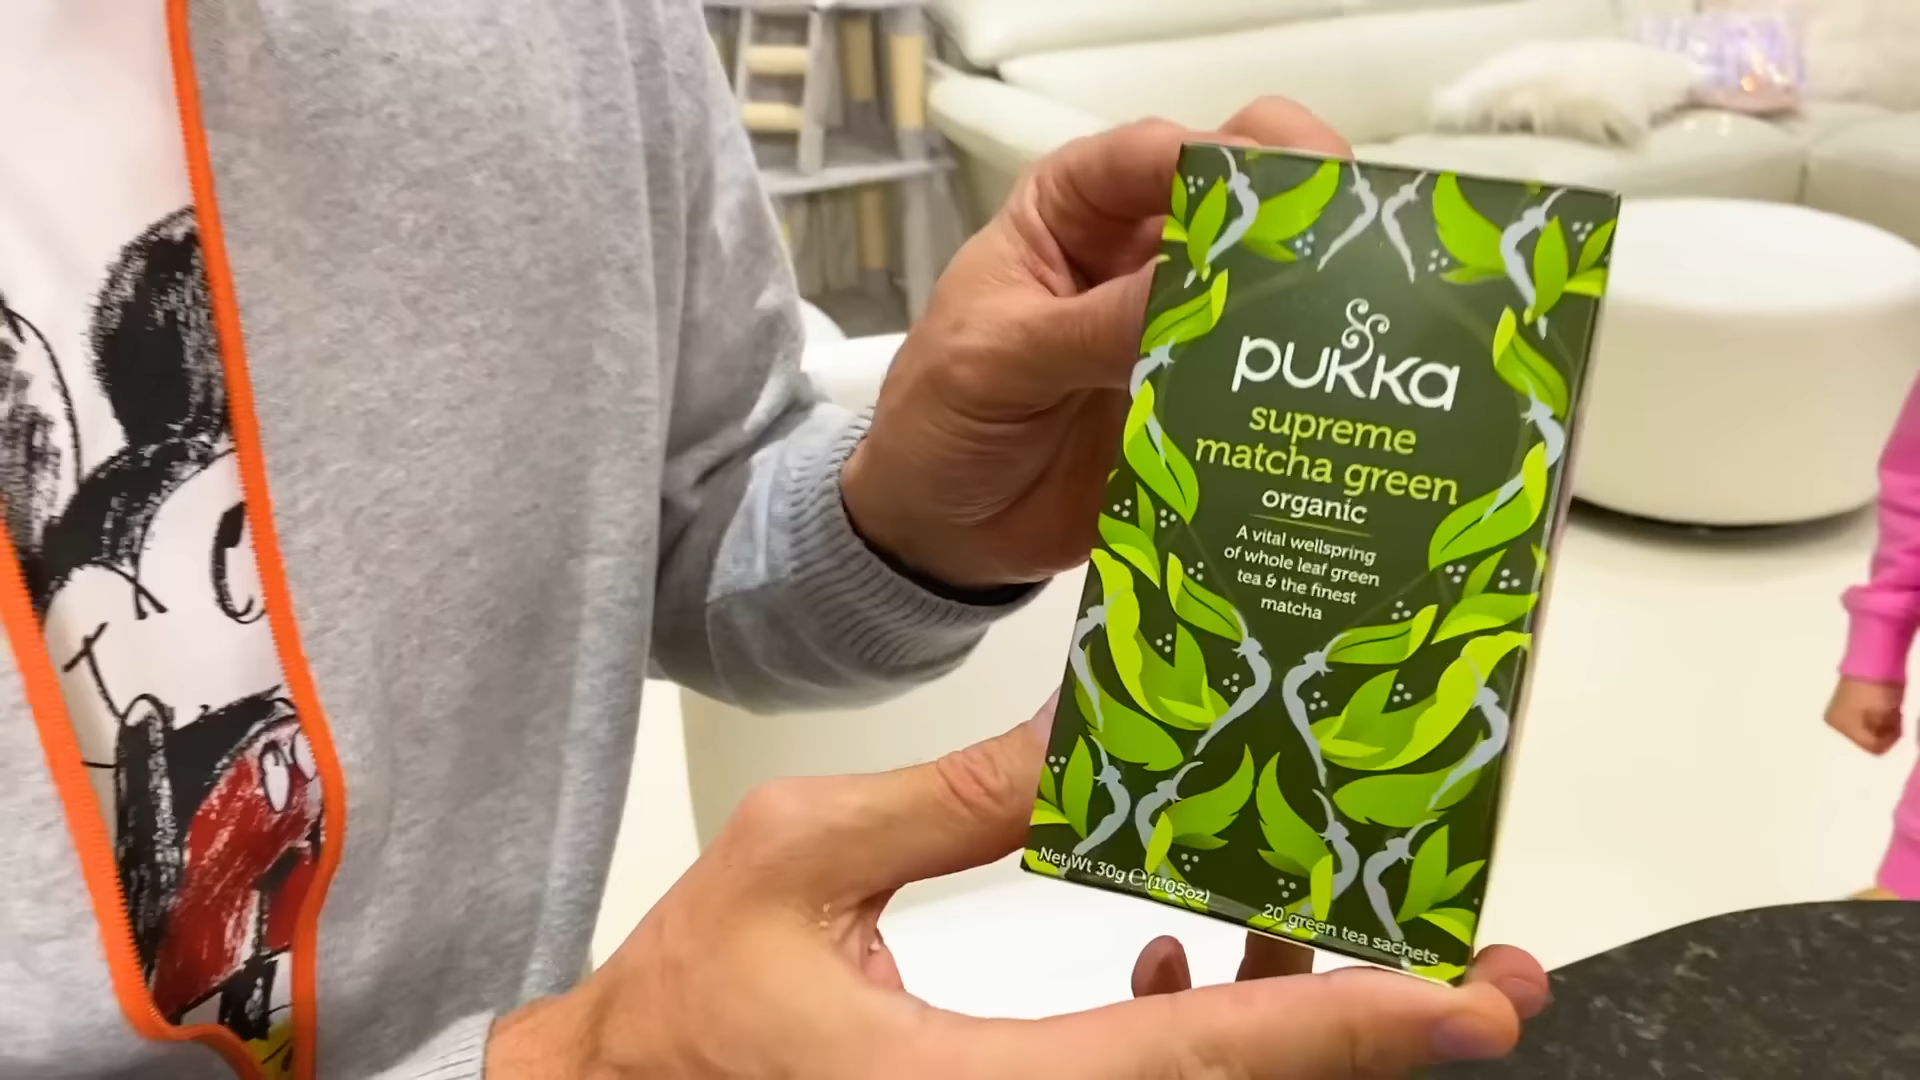 pukka
supreme
matcha green
organic
A vital wellspring
of whole leaf green
tea & the finest
matcha
Net Wt 30g ℮ (1.05oz)
20 green tea sachets